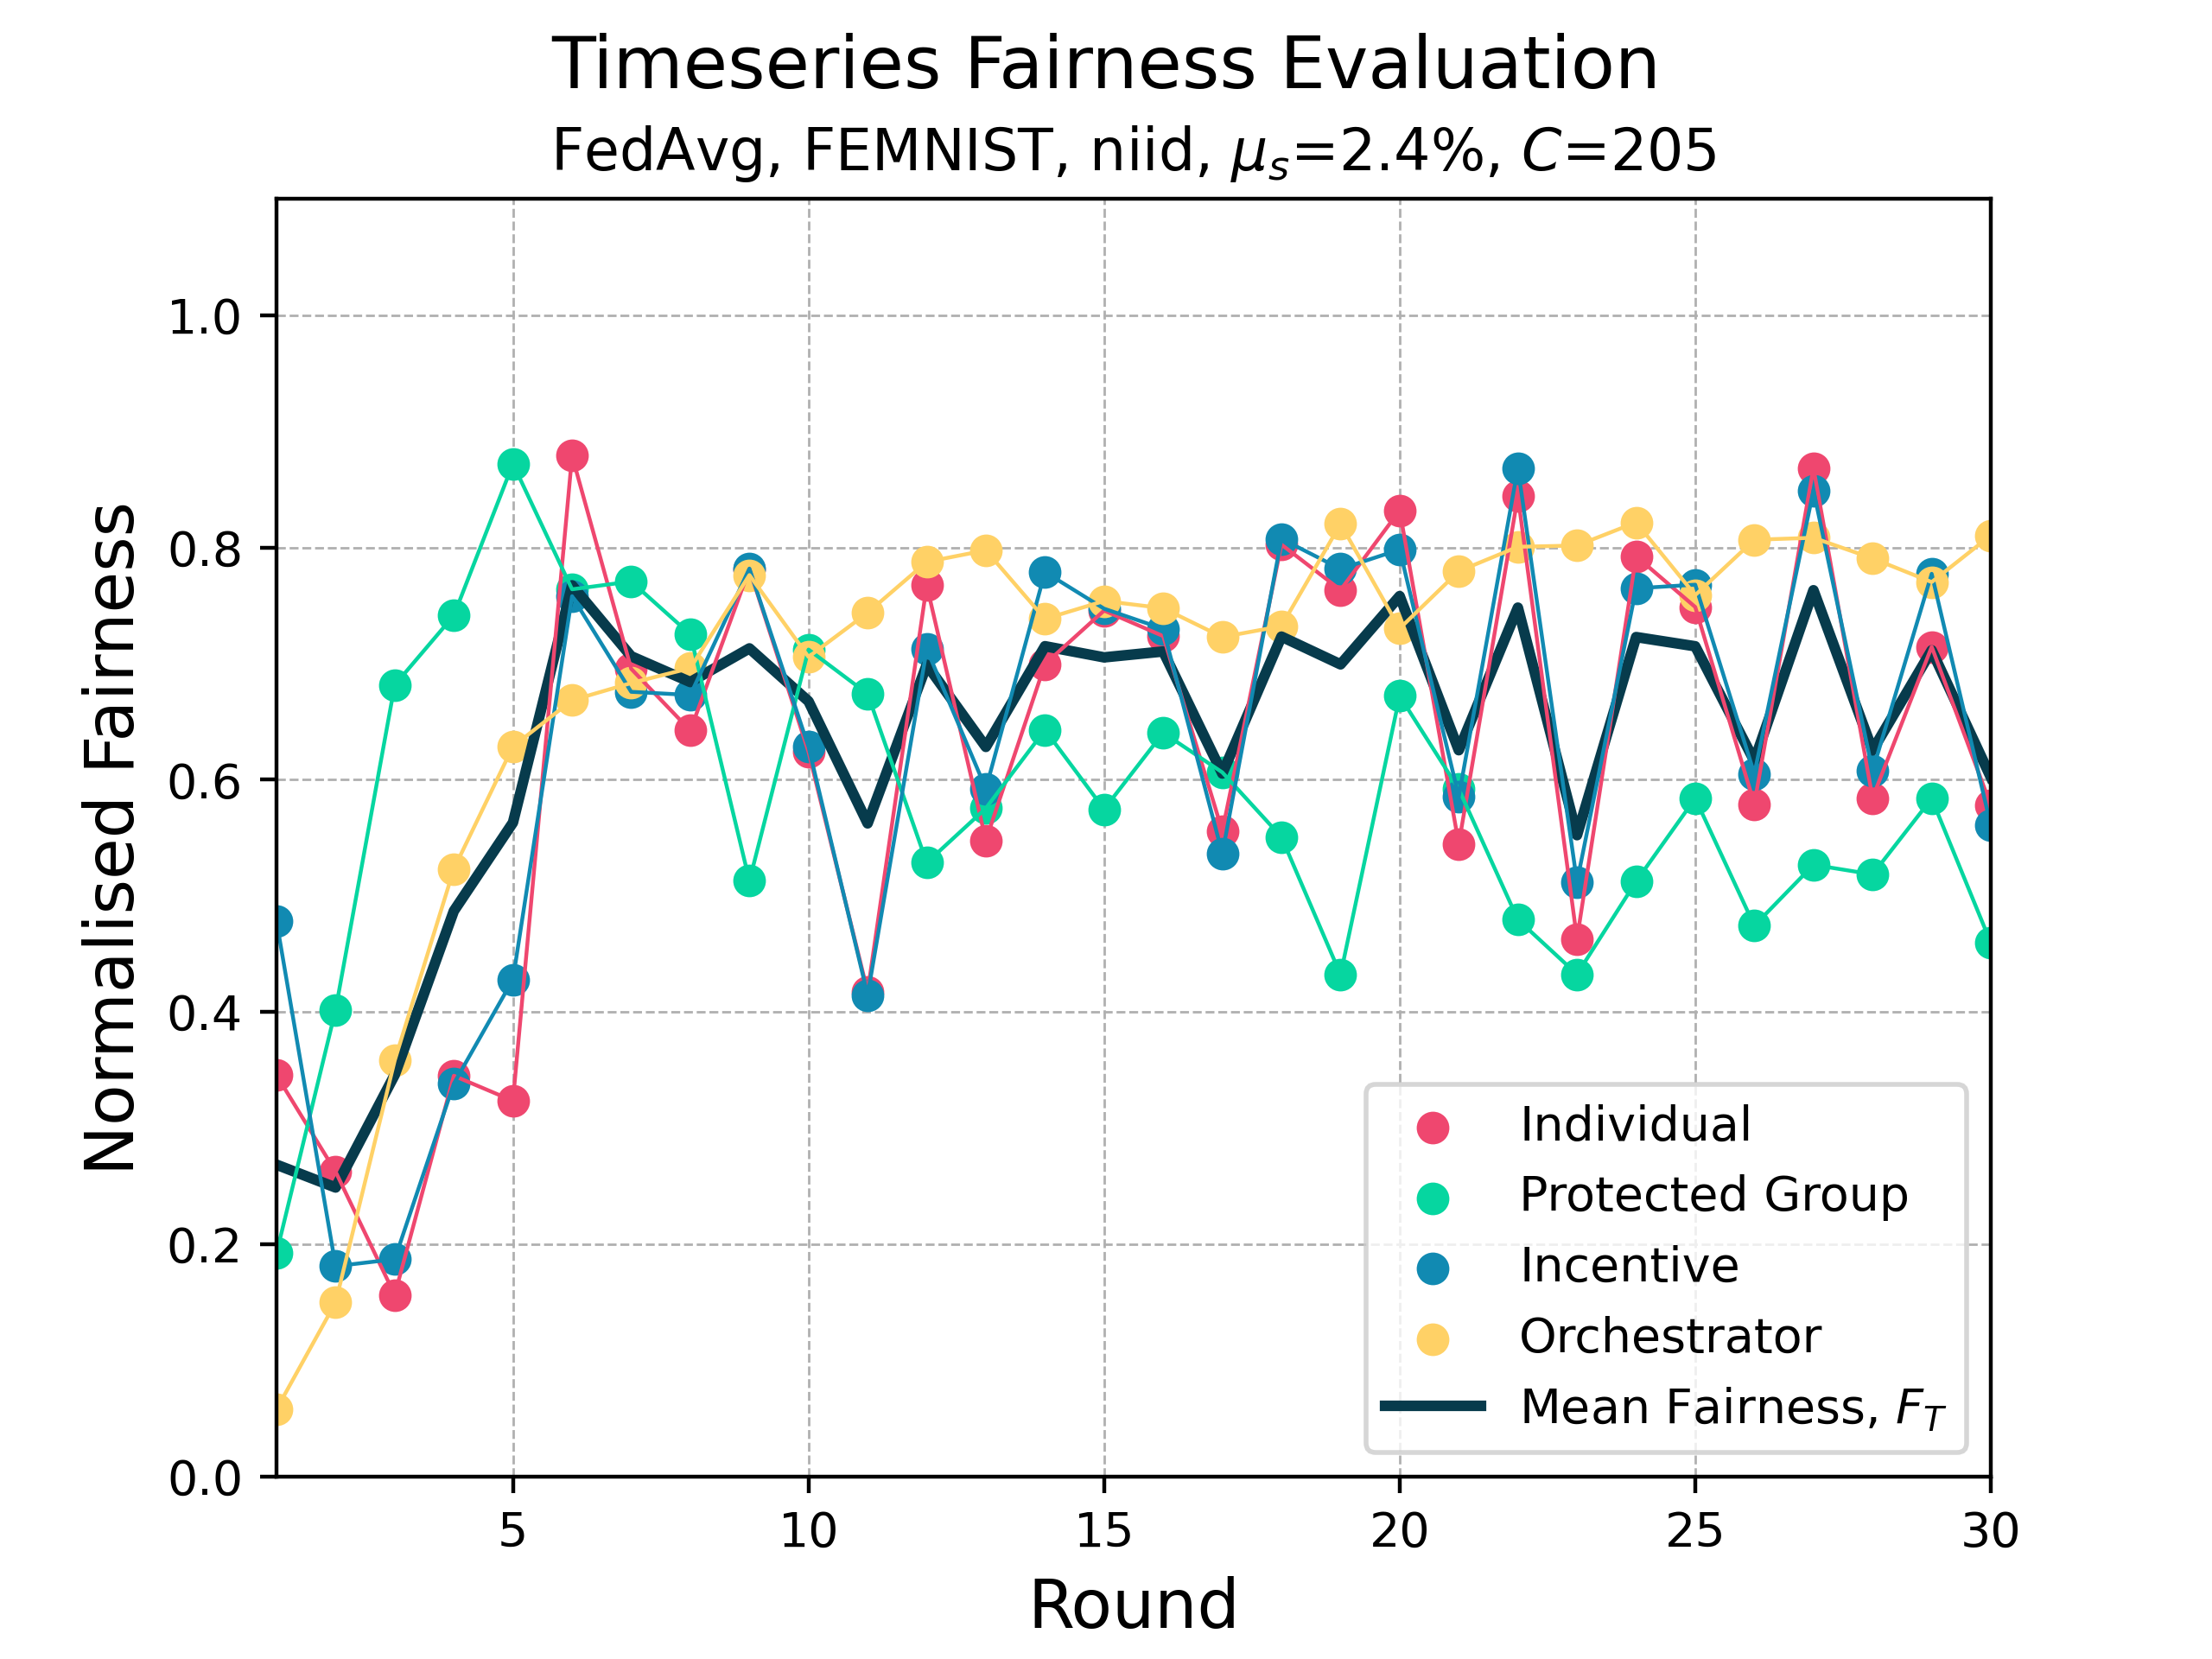 Timeseries Fairness Evaluation
FedAvg, FEMNIST, niid, μₛ=2.4%, C=205
Normalised Fairness
1.0
0.8
0.6
0.4
0.2
0.0
Individual
Protected Group
Incentive
Orchestrator
Mean Fairness, F_T
5 10 15 20 25 30
Round